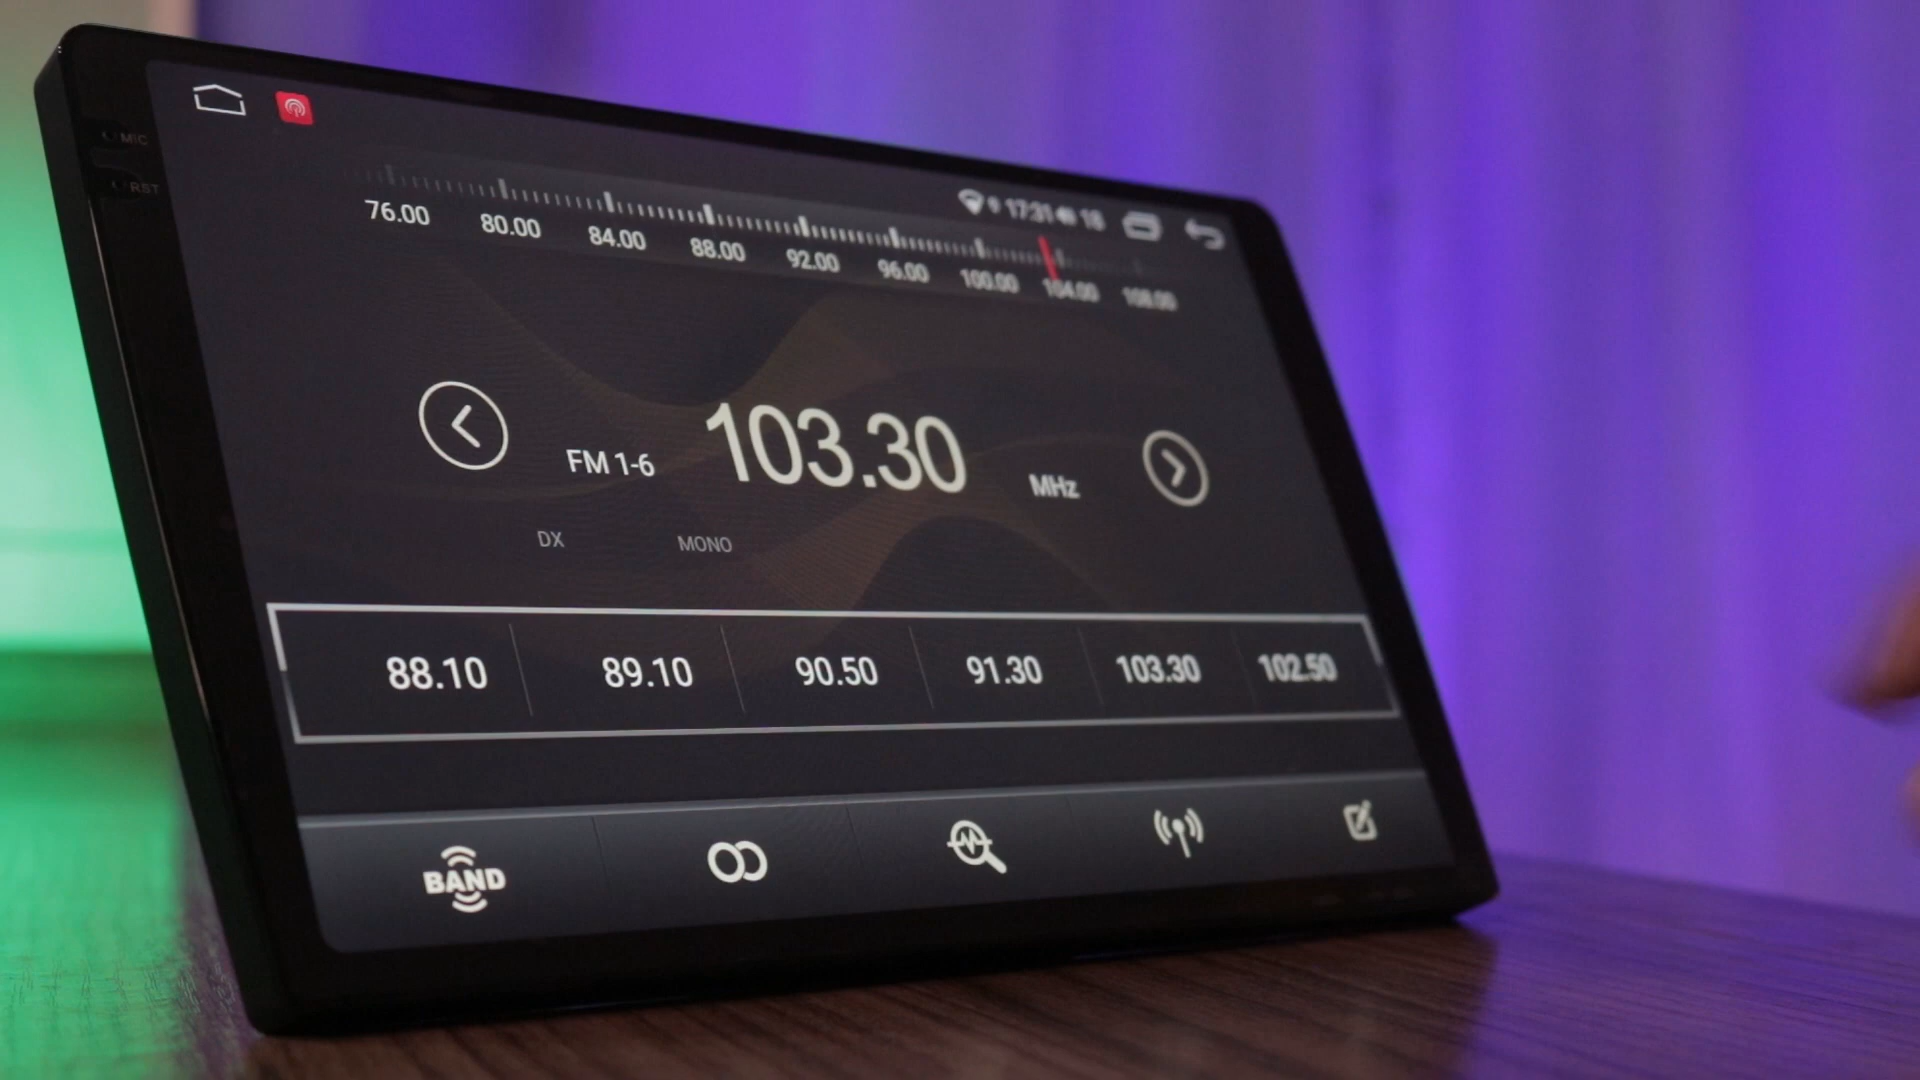 MIC
RST
17:31 18
76.00 80.00 84.00 88.00 92.00 96.00 100.00 104.00 108.00
FM 1-6 103.30 MHz
DX MONO
88.10 89.10 90.50 91.30 103.30 102.50
BAND